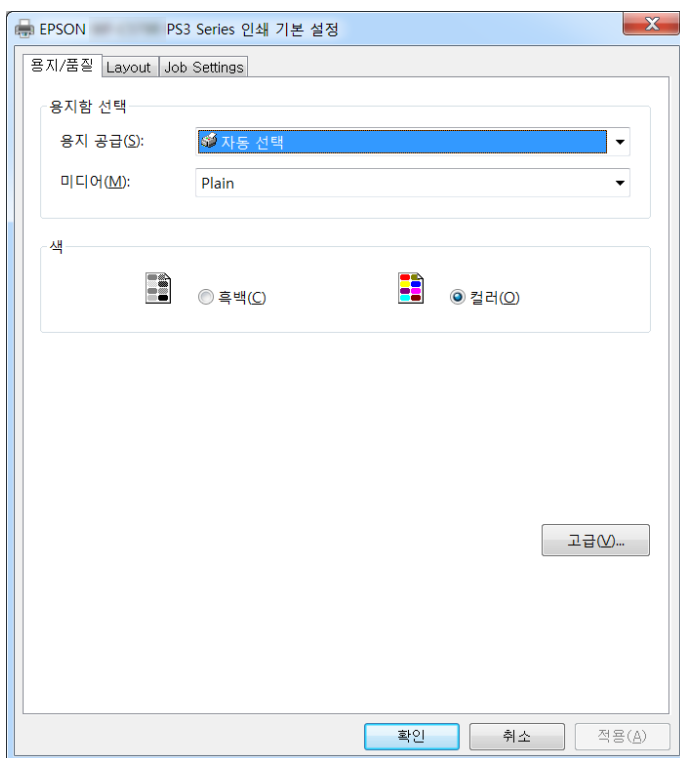 EPSON PS3 Series 인쇄 기본 설정
용지/품질 Layout Job Settings
용지함 선택
용지 공급(S): 자동 선택
미디어(M): Plain
색
흑백(C) 컬러(O)
고급(V)...
확인 취소 적용(A)